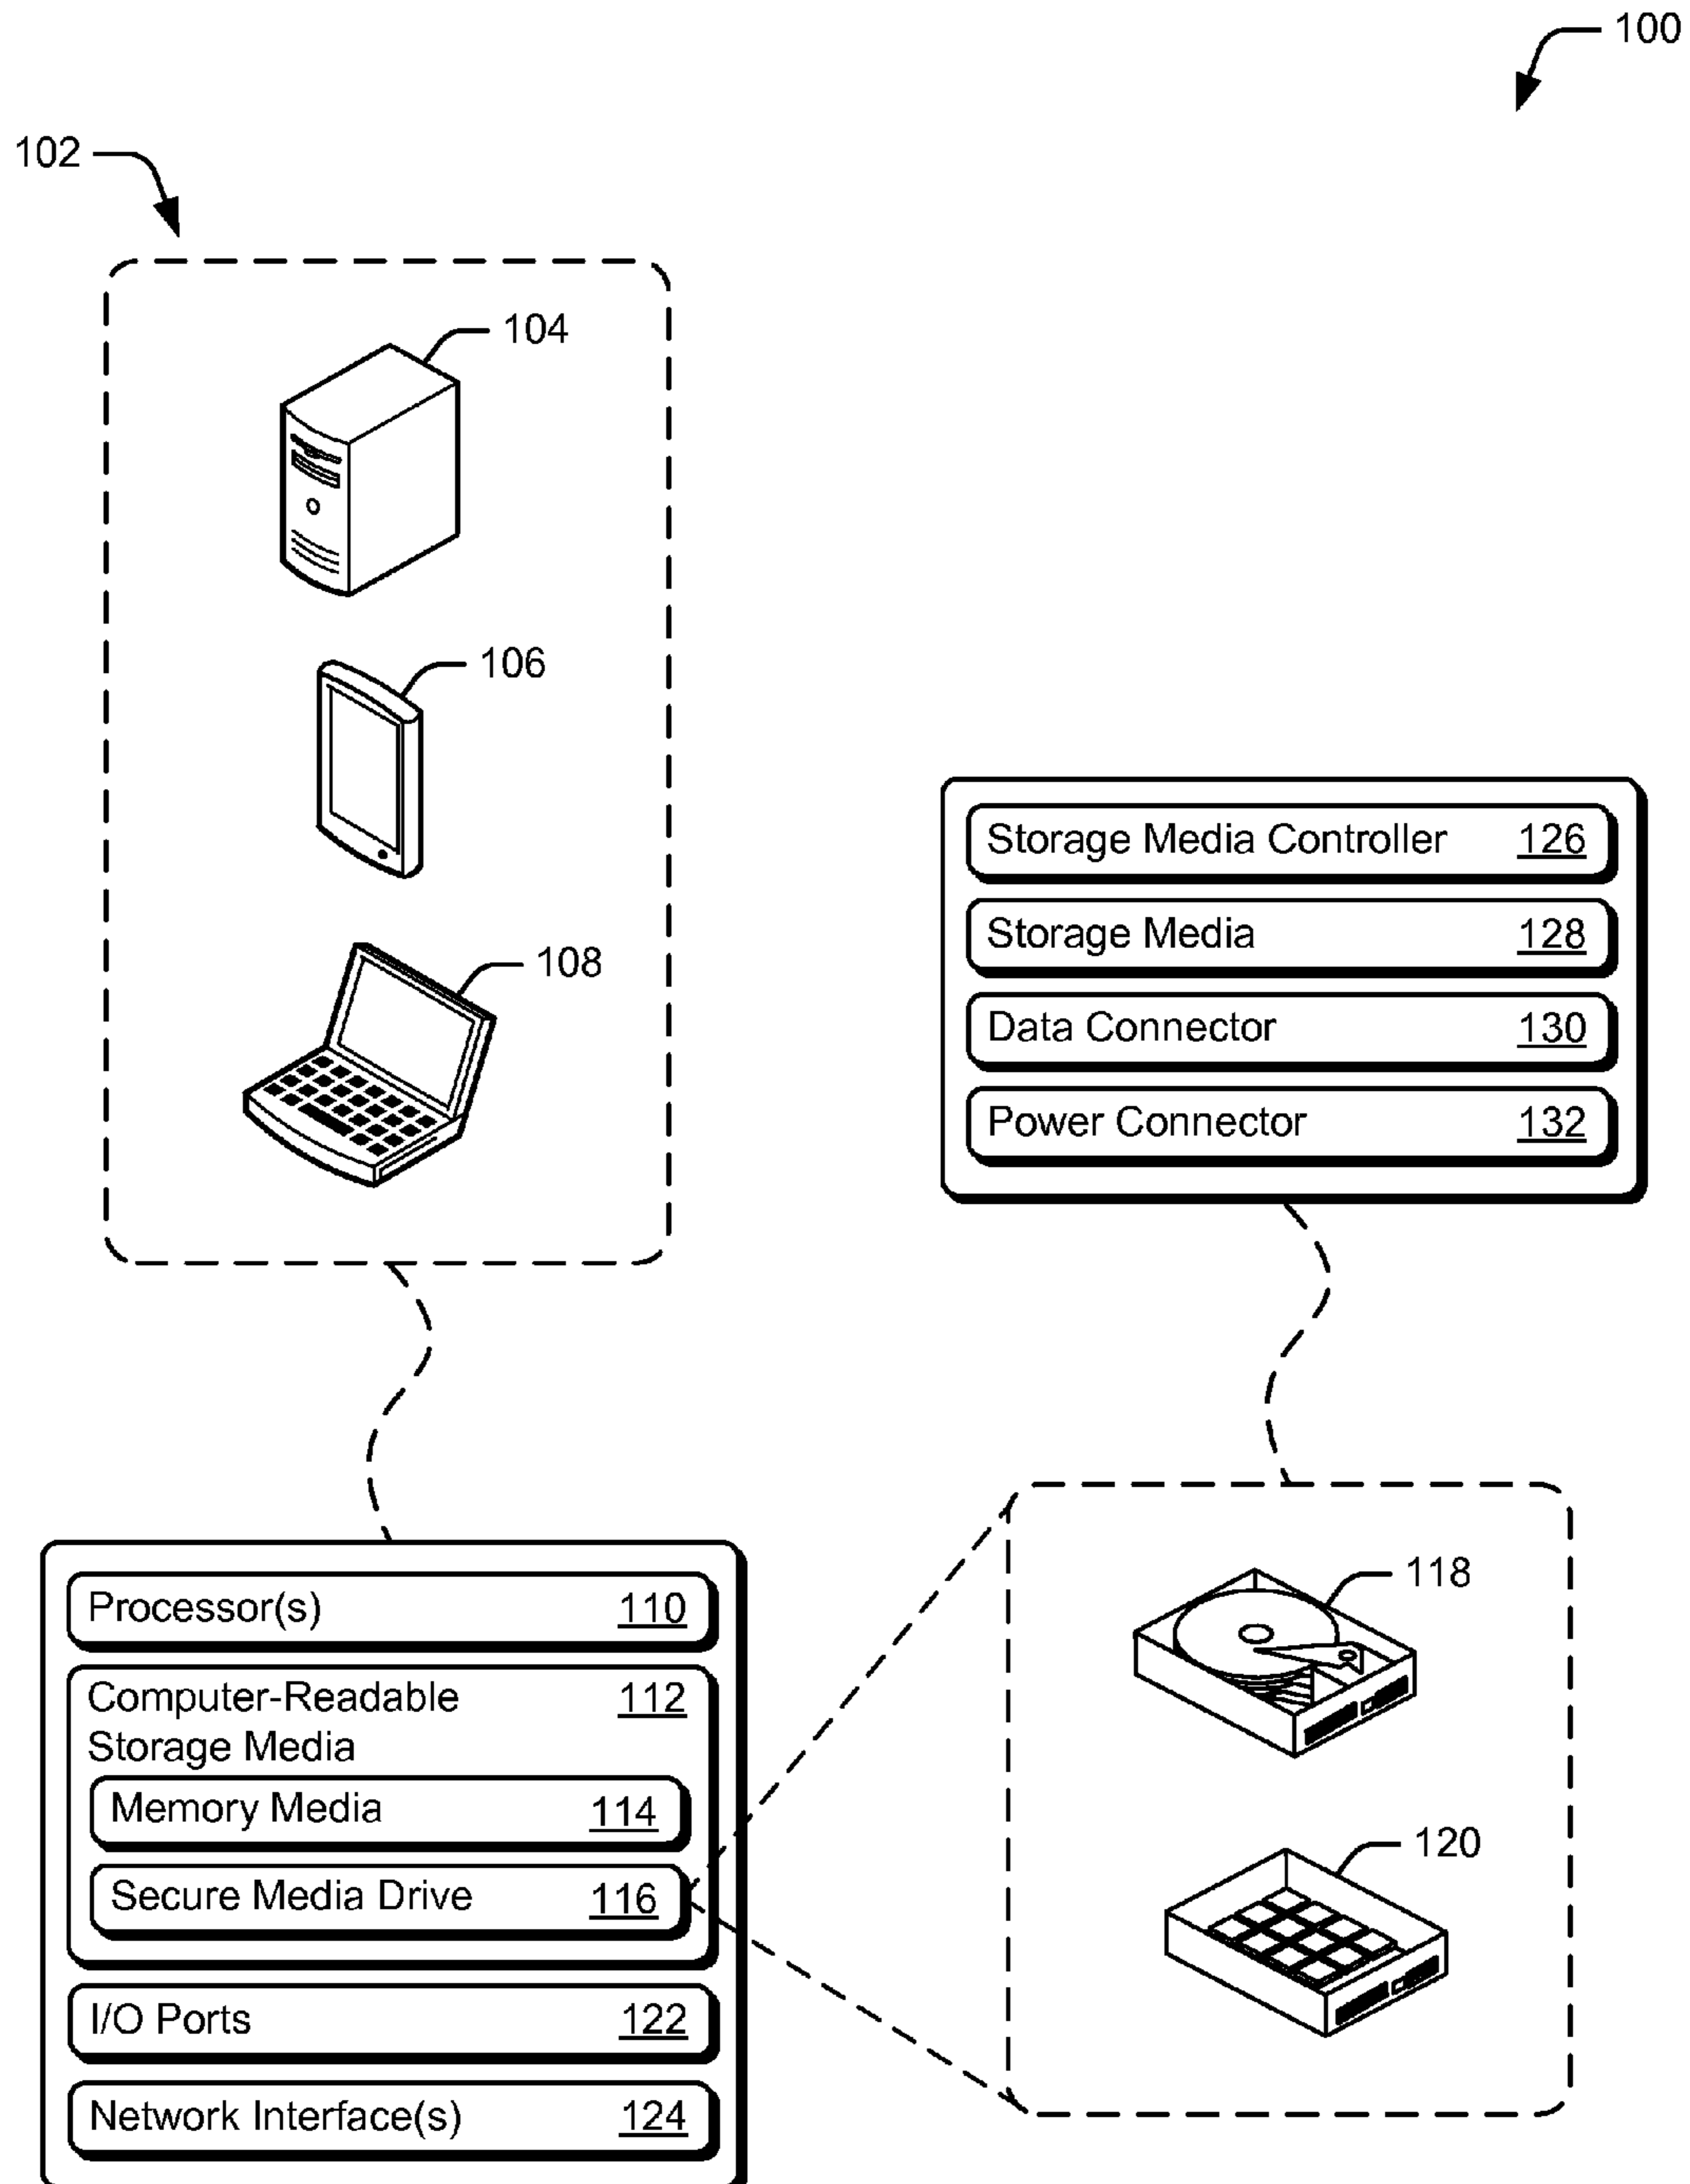 100
102
104
106
108
Storage Media Controller 126
Storage Media 128
Data Connector 130
Power Connector 132
Processor(s) 110
Computer-Readable 112
Storage Media
Memory Media 114
Secure Media Drive 116
I/O Ports 122
Network Interface(s) 124
118
120